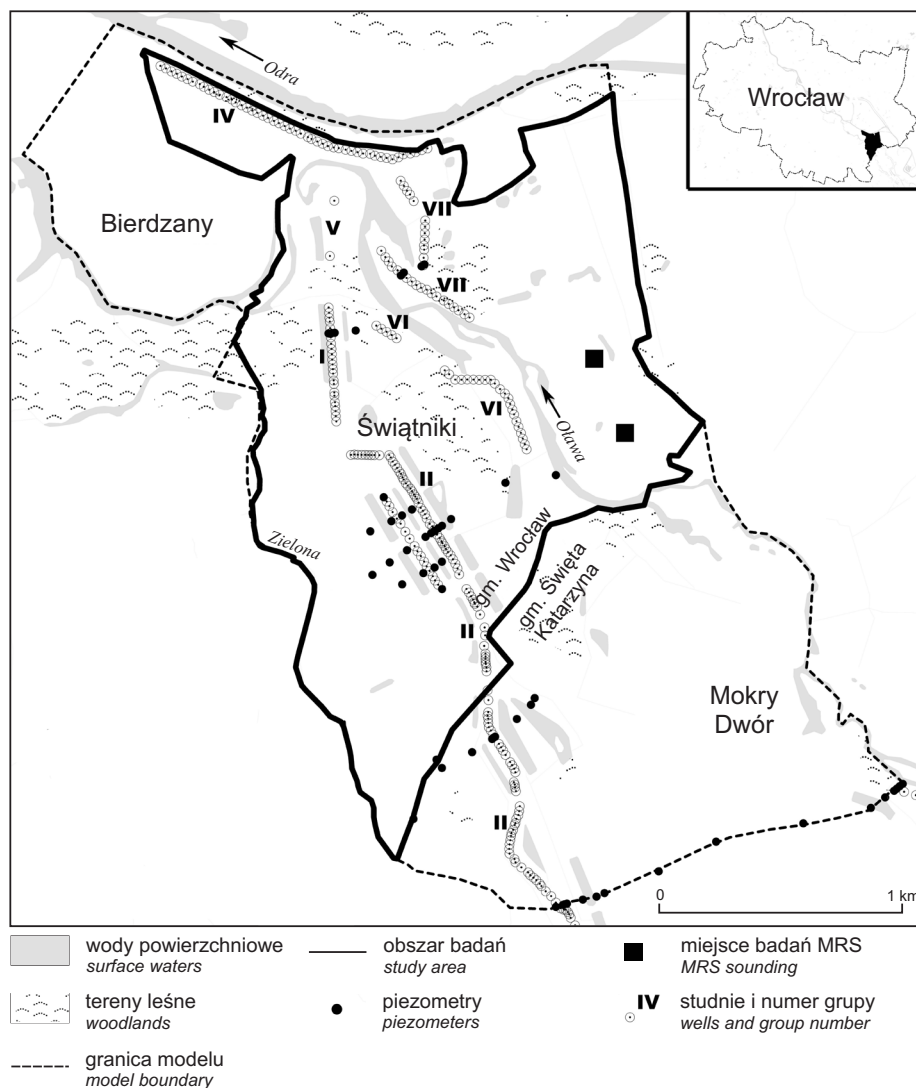 Odra
Wrocław
IV
Bierdzany
V
VII
VII
I
VI
VI
Świątniki
Oława
II
Zielona
gm. Wrocław
gm. Święta
Katarzyna
II
Mokry
Dwór
II
0
1 km
wody powierzchniowe
surface waters
obszar badań
study area
miejsce badań MRS
MRS sounding
tereny leśne
woodlands
piezometry
piezometers
IV
studnie i numer grupy
wells and group number
granica modelu
model boundary